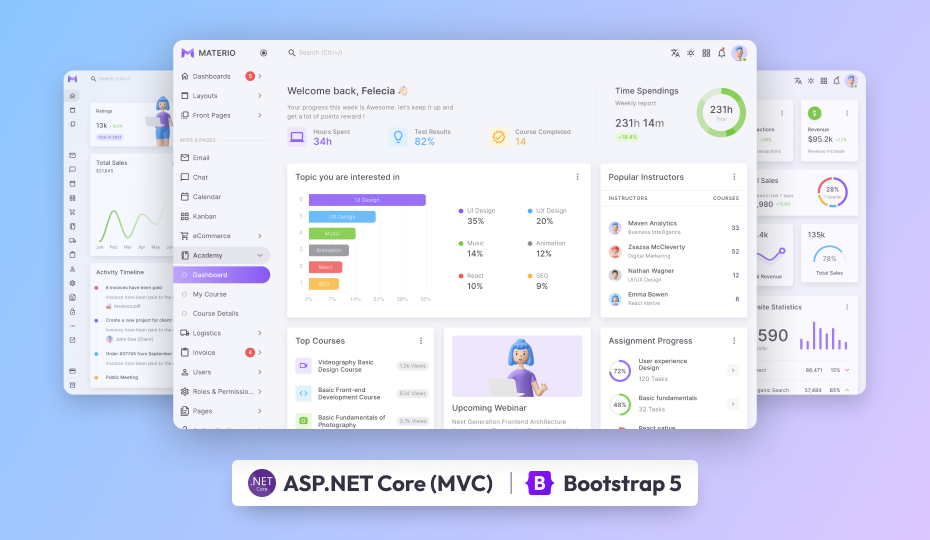 MATERIO
Search (Ctrl+/)
Dashboards
5
Layouts
Front Pages
APPS & PAGES
Email
Chat
Calendar
Kanban
eCommerce
Academy
Dashboard
My Course
Course Details
Logistics
Invoice
4
Users
Roles & Permissio...
Pages
Welcome back, Felecia 👋🏻
Your progress this week is Awesome. let's keep it up and
get a lot of points reward !
Hours Spent
34h
Test Results
82%
Course Completed
14
Time Spendings
Weekly report
231h 14m
+18.4%
231h
Total
Topic you are interested in
6
5
4
3
2
1
UI Design
UX Design
Music
Animation
React
SEO
0%
7%
14%
21%
28%
35%
UI Design
35%
UX Design
20%
Music
14%
Animation
12%
React
10%
SEO
9%
Popular Instructors
INSTRUCTORS
COURSES
Maven Analytics
Business Intelligence
33
Zsazsa McCleverty
Digital Marketing
52
Nathan Wagner
UI/UX Design
12
Emma Bowen
React Native
8
Top Courses
Videography Basic
Design Course
1.2k Views
Basic Front-end
Development Course
834 Views
Basic Fundamentals of
Photography
3.7k Views
Upcoming Webinar
Next Generation Frontend Architecture
Assignment Progress
72%
User experience
Design
120 Tasks
48%
Basic fundamentals
32 Tasks
React native
Search (Ctrl+/)
Ratings
13k
Year of 2021
Total Sales
$21,845
Jan
Feb
Mar
Apr
May
Activity Timeline
8 Invoices have been paid
Invoices have been paid to the
invoices.pdf
Create a new project for client
Invoices have been paid to the
John Doe (Client)
Order #37745 from September
Invoices have been paid to the
Public Meeting
Revenue
$95.2k
+12%
Revenue Increase
28%
1 Quarter
135k
78%
Total Sales
590
86,471
15%
57,484
85%
.NET
Core
ASP.NET Core (MVC)
B
Bootstrap 5